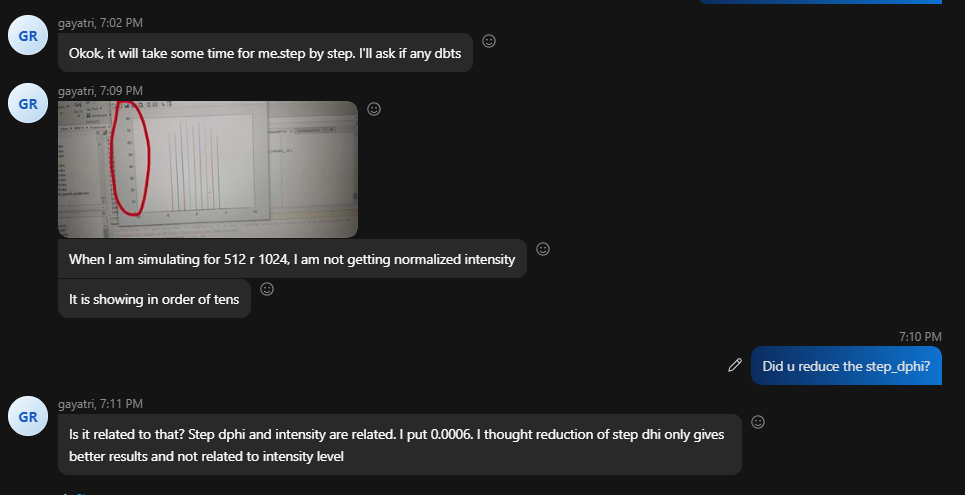 gayatri, 7:02 PM
GR
Okok, it will take some time for me.step by step. I'll ask if any dbts
gayatri, 7:09 PM
GR
When I am simulating for 512 r 1024, I am not getting normalized intensity
It is showing in order of tens
7:10 PM
Did u reduce the step_dphi?
gayatri, 7:11 PM
GR
Is it related to that? Step dphi and intensity are related. I put 0.0006. I thought reduction of step dhi only gives
better results and not related to intensity level